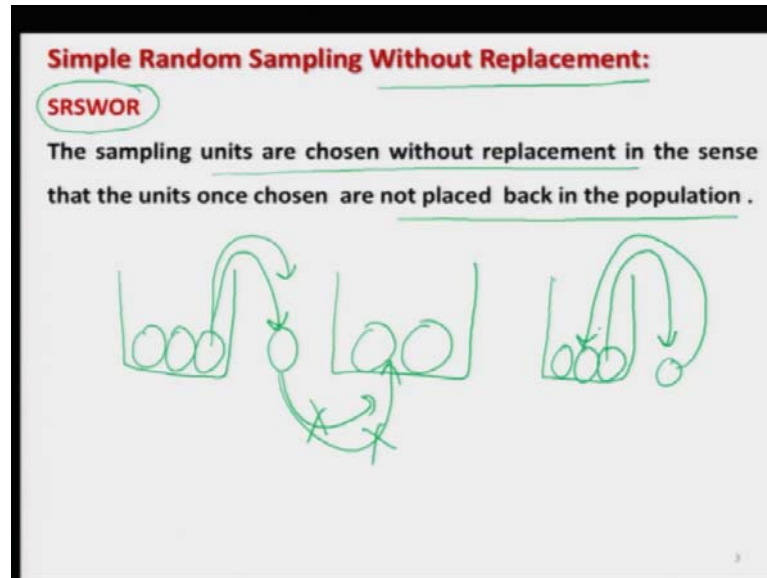 Simple Random Sampling Without Replacement:
SRSWOR
The sampling units are chosen without replacement in the sense
that the units once chosen are not placed back in the population .
3